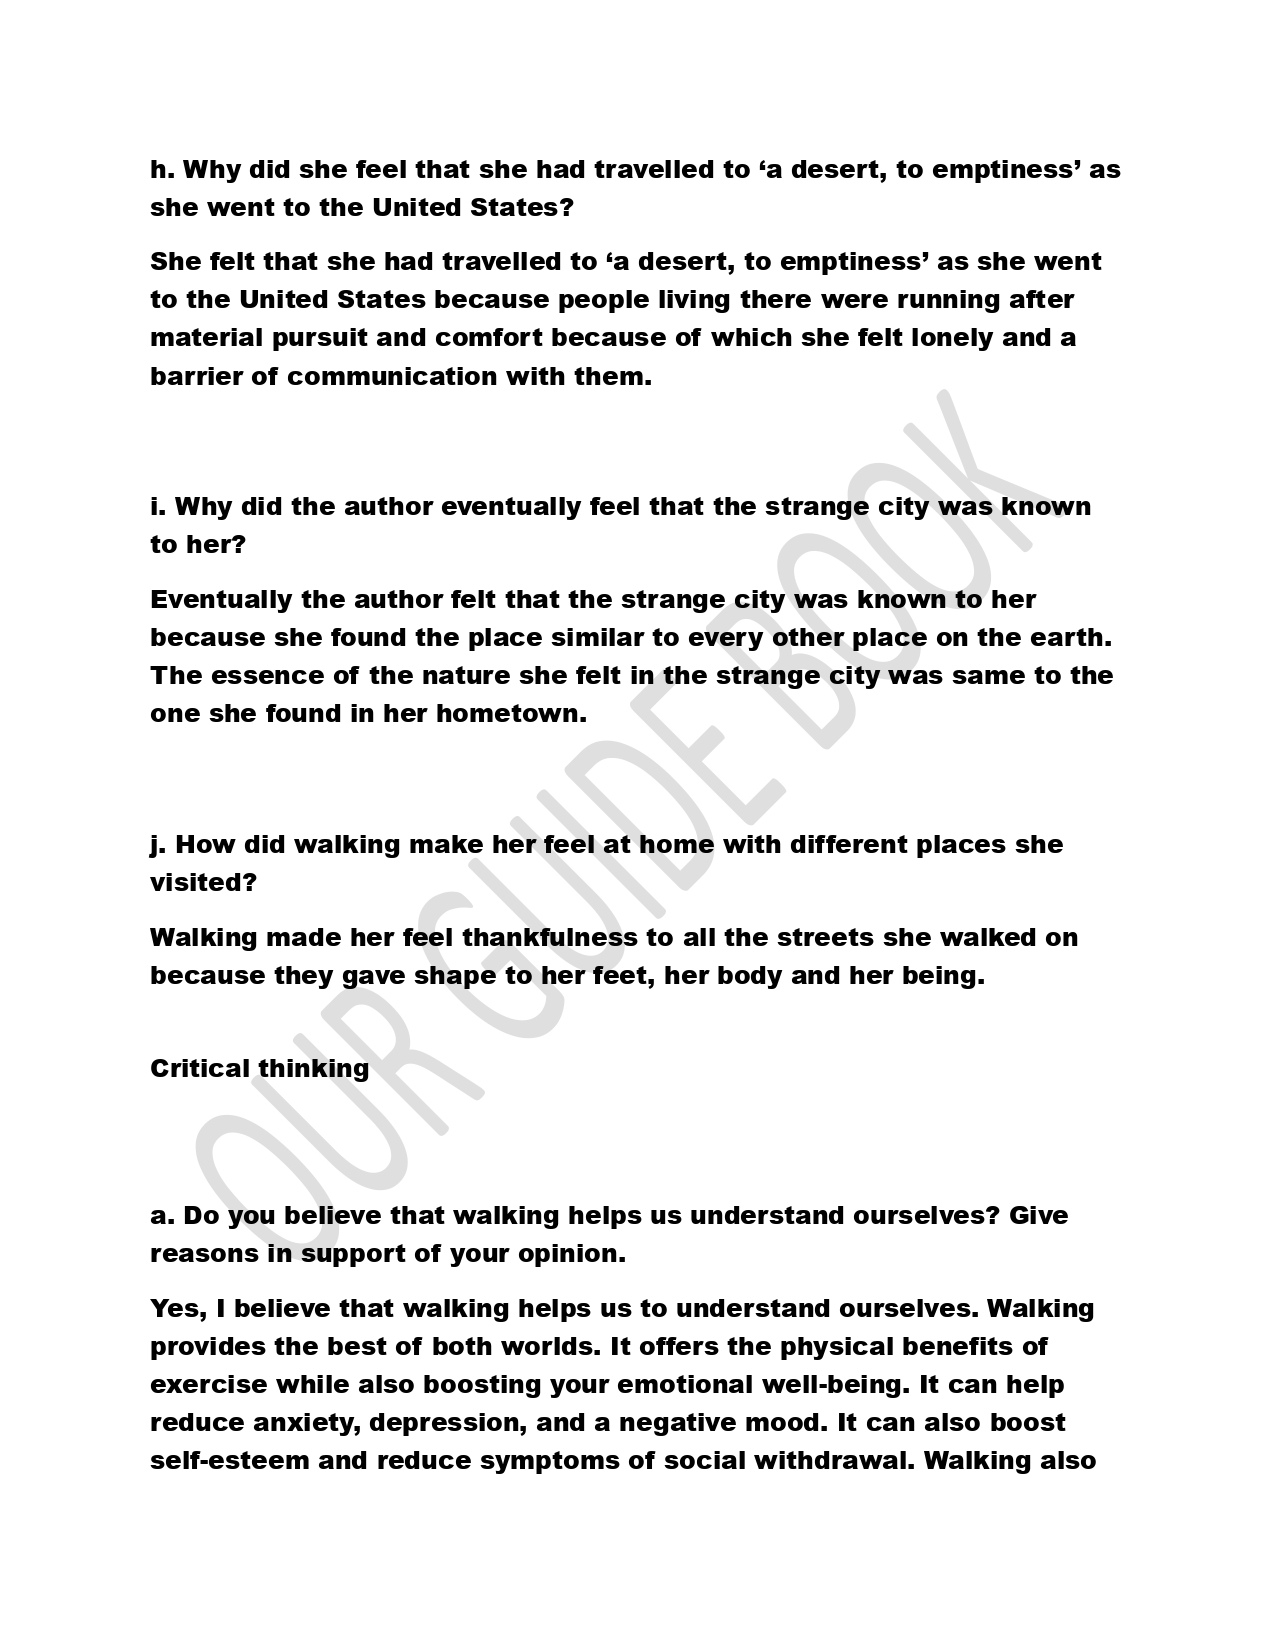 h. Why did she feel that she had travelled to ‘a desert, to emptiness’ as
she went to the United States?
She felt that she had travelled to ‘a desert, to emptiness’ as she went
to the United States because people living there were running after
material pursuit and comfort because of which she felt lonely and a
barrier of communication with them.
i. Why did the author eventually feel that the strange city was known
to her?
Eventually the author felt that the strange city was known to her
because she found the place similar to every other place on the earth.
The essence of the nature she felt in the strange city was same to the
one she found in her hometown.
j. How did walking make her feel at home with different places she
visited?
Walking made her feel thankfulness to all the streets she walked on
because they gave shape to her feet, her body and her being.
Critical thinking
a. Do you believe that walking helps us understand ourselves? Give
reasons in support of your opinion.
Yes, I believe that walking helps us to understand ourselves. Walking
provides the best of both worlds. It offers the physical benefits of
exercise while also boosting your emotional well-being. It can help
reduce anxiety, depression, and a negative mood. It can also boost
self-esteem and reduce symptoms of social withdrawal. Walking also
OUR GUIDE BOOK